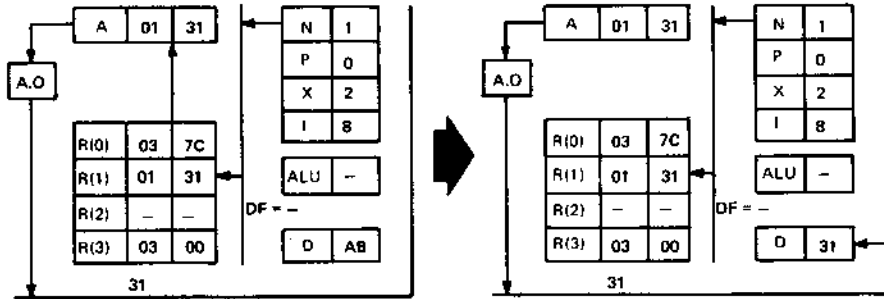 A 01 31
A.0
N 1
P 0
X 2
I 8
R(0) 03 7C
R(1) 01 31
R(2) – –
R(3) 03 00
ALU –
DF = –
D AB
31
A 01 31
A.0
N 1
P 0
X 2
I 8
R(0) 03 7C
R(1) 01 31
R(2) – –
R(3) 03 00
ALU –
DF = –
D 31
31